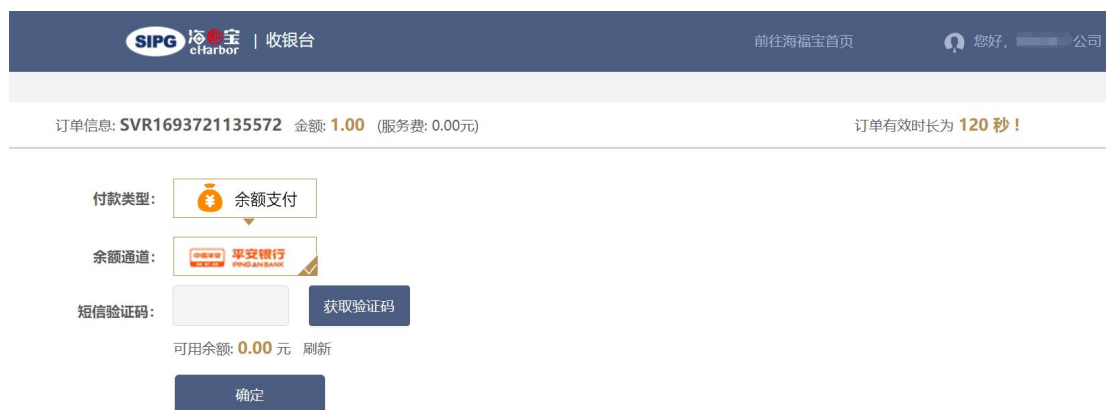 SIPG 海宝 eHarbor | 收银台 前往海福宝首页 您好, 公司
订单信息: SVR1693721135572 金额: 1.00 (服务费: 0.00元) 订单有效时长为 120 秒！
付款类型: 余额支付
余额通道: 中国平安 平安银行 PING AN BANK
短信验证码: 获取验证码
可用余额: 0.00 元 刷新
确定